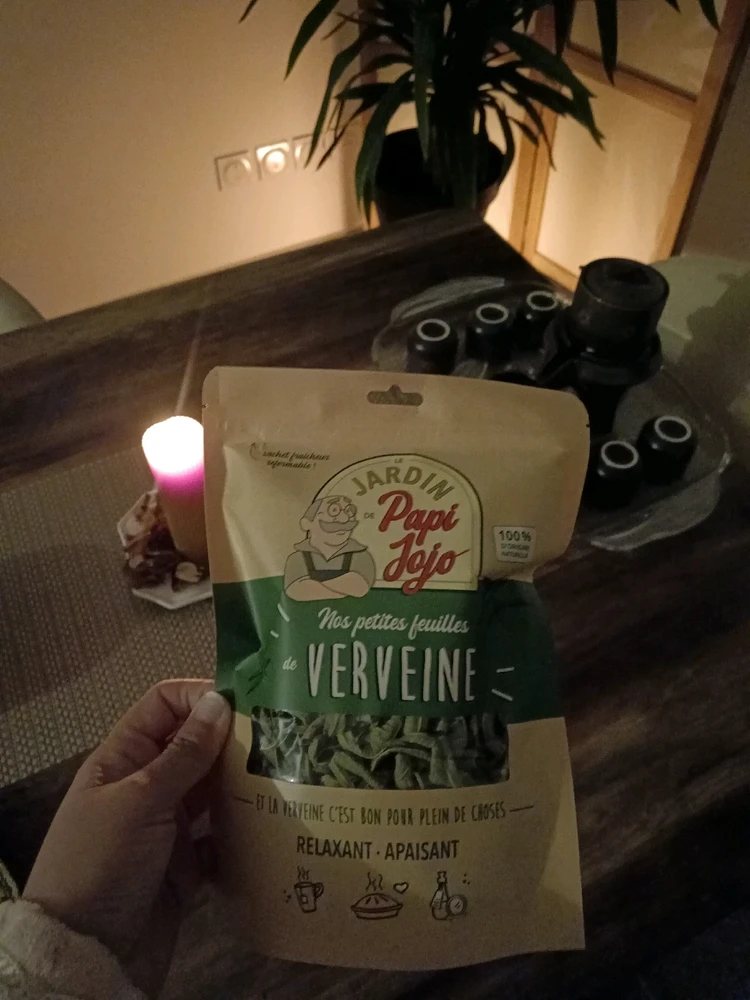 sachet fraîcheur
refermable !
LE
JARDIN
DE Papi
Jojo
100%
D'ORIGINE
NATURELLE
Nos petites feuilles
de VERVEINE
ET LA VERVEINE C'EST BON POUR PLEIN DE CHOSES
RELAXANT · APAISANT